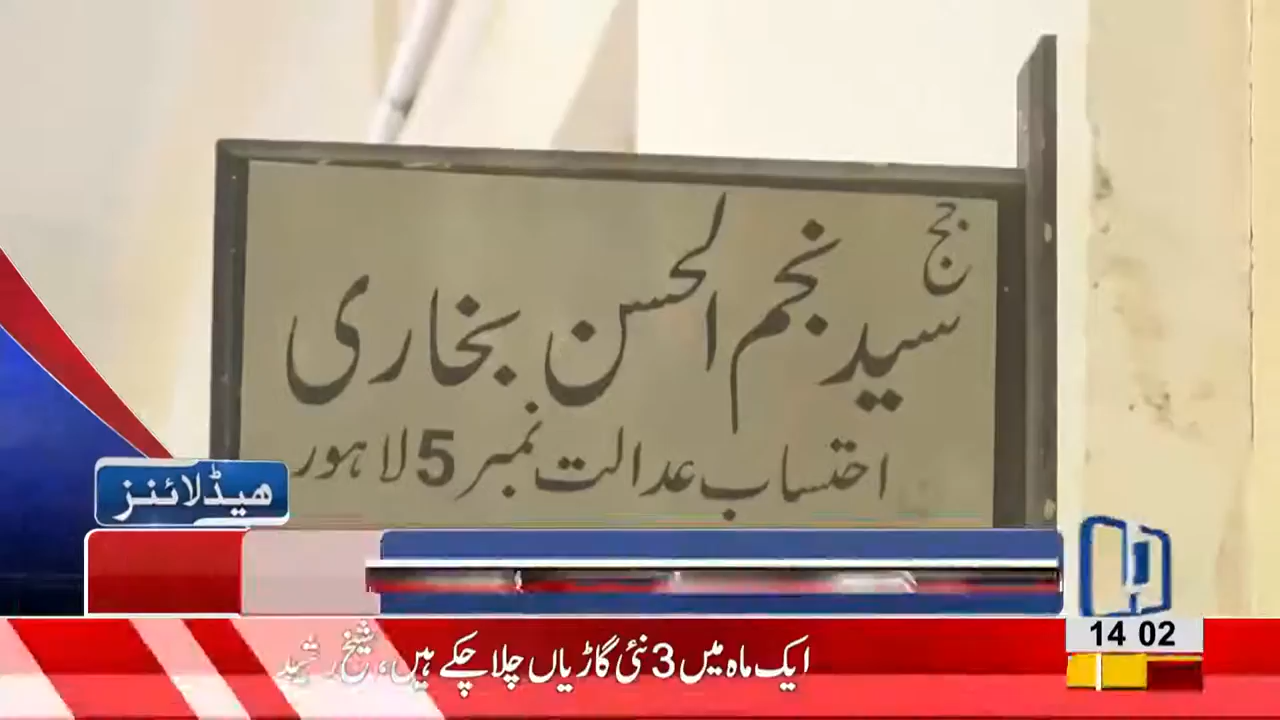 جج
سید نجم الحسن بخاری
احتساب عدالت نمبر 5 لاہور
ھیڈلائنز
14 02
ایک ماہ میں 3 نئی گاڑیاں چلا چکے ہیں، شیخ رشید